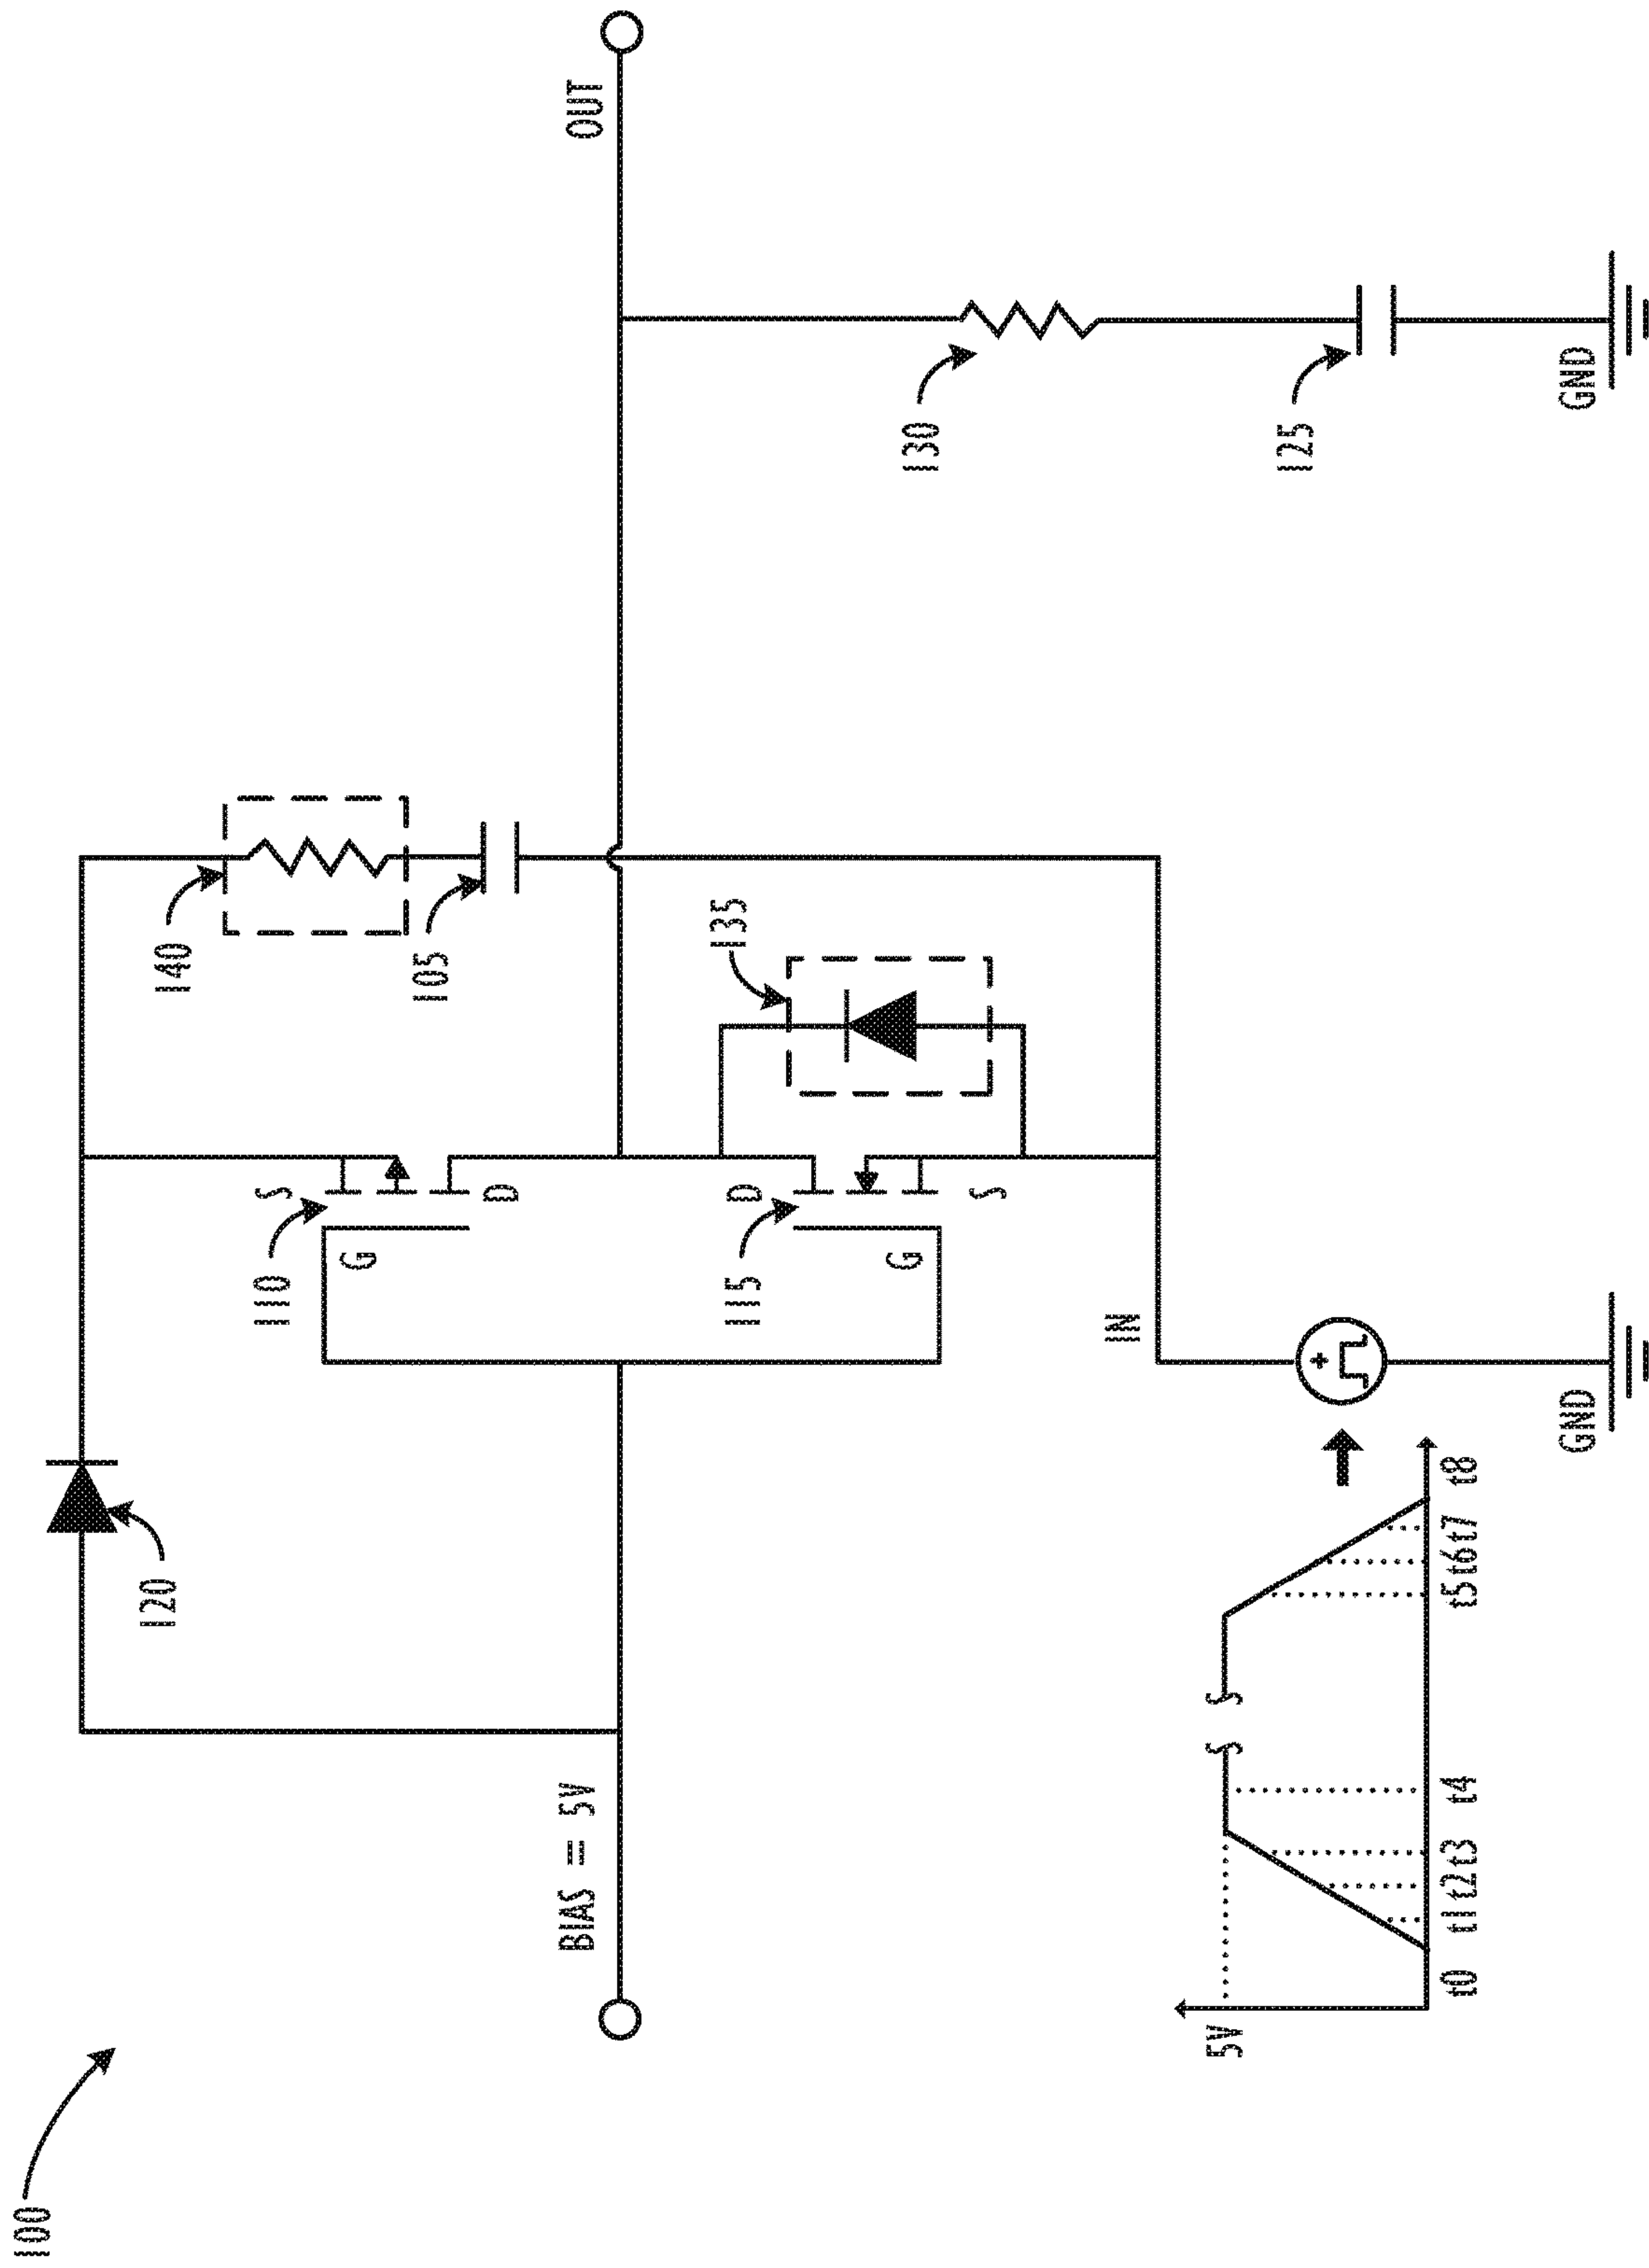 100
120
110
S
G
D
140
105
BIAS = 5V
OUT
115
D
G
S
135
130
125
IN
5V
S S
t0 t1 t2 t3 t4 t5 t6 t7 t8
GND
GND